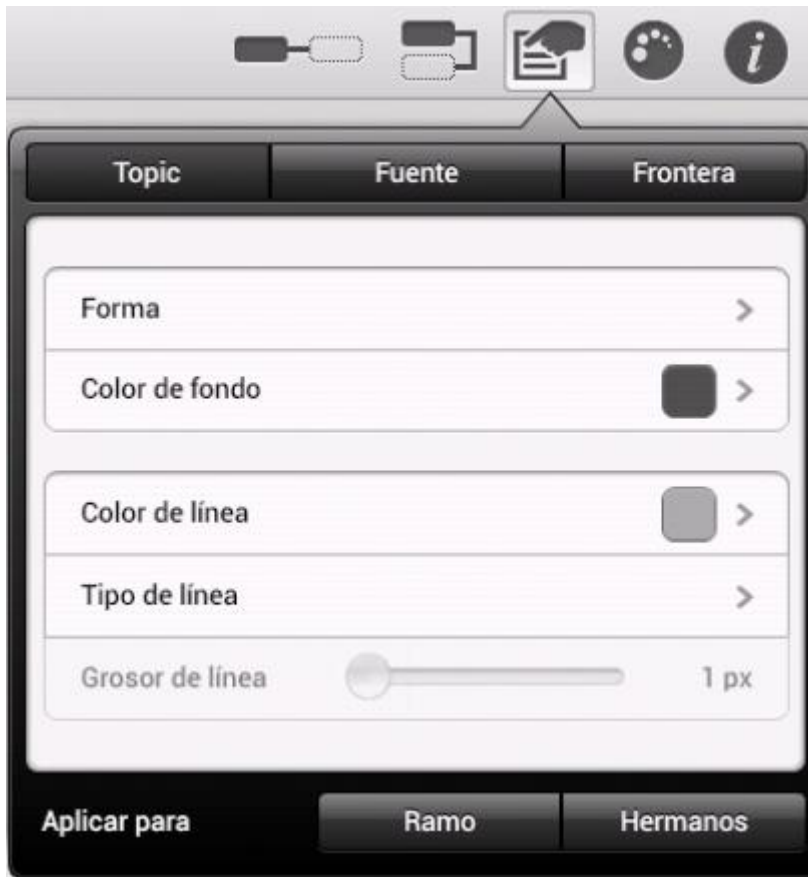 Topic Fuente Frontera
Forma
Color de fondo
Color de línea
Tipo de línea
Grosor de línea 1 px
Aplicar para Ramo Hermanos